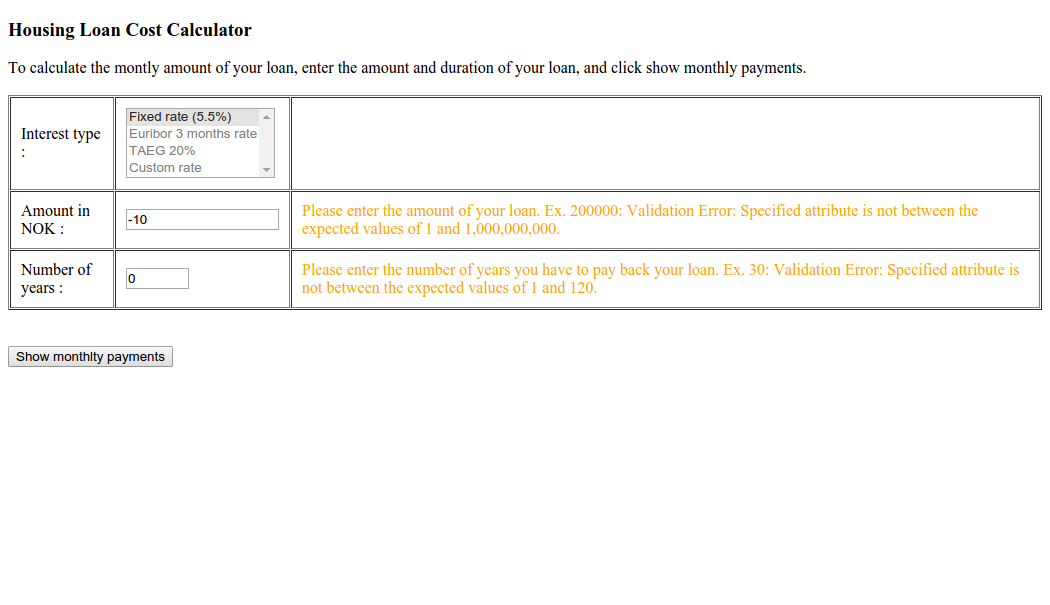 Housing Loan Cost Calculator
To calculate the montly amount of your loan, enter the amount and duration of your loan, and click show monthly payments.
Interest type
:
Fixed rate (5.5%)
Euribor 3 months rate
TAEG 20%
Custom rate
Amount in
NOK :
-10
Please enter the amount of your loan. Ex. 200000: Validation Error: Specified attribute is not between the
expected values of 1 and 1,000,000,000.
Number of
years :
0
Please enter the number of years you have to pay back your loan. Ex. 30: Validation Error: Specified attribute is
not between the expected values of 1 and 120.
Show monthlty payments